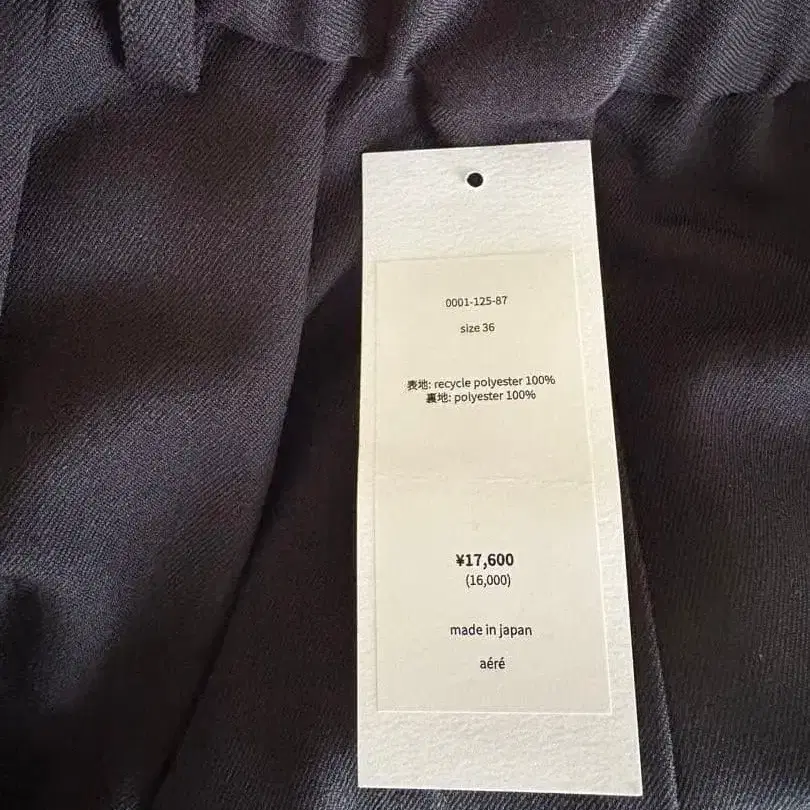 0001-125-87
size 36
表地: recycle polyester 100%
裏地: polyester 100%
¥17,600
(16,000)
made in japan
aéré